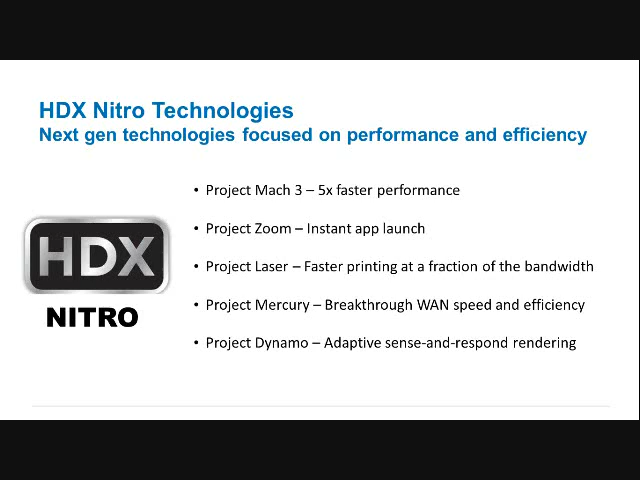 HDX Nitro Technologies
Next gen technologies focused on performance and efficiency
• Project Mach 3 – 5x faster performance
• Project Zoom – Instant app launch
• Project Laser – Faster printing at a fraction of the bandwidth
• Project Mercury – Breakthrough WAN speed and efficiency
• Project Dynamo – Adaptive sense-and-respond rendering
HDX
NITRO